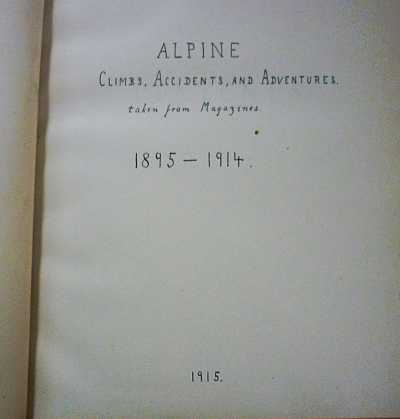 ALPINE
CLIMBS, ACCIDENTS, AND ADVENTURES.
taken from Magazines.
1895 — 1914.
1915.